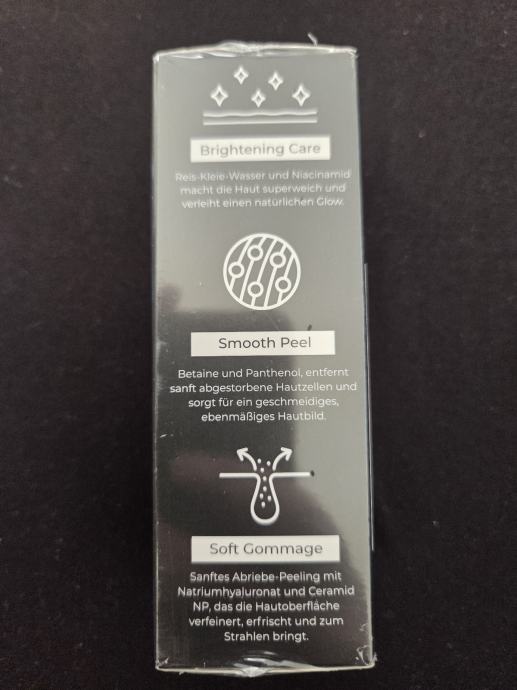 Brightening Care
Reis-Kleie-Wasser und Niacinamid
macht die Haut superweich und
verleiht einen natürlichen Glow.
Smooth Peel
Betaine und Panthenol, entfernt
sanft abgestorbene Hautzellen und
sorgt für ein geschmeidiges,
ebenmäßiges Hautbild.
Soft Gommage
Sanftes Abriebe-Peeling mit
Natriumhyaluronat und Ceramid
NP, das die Hautoberfläche
verfeinert, erfrischt und zum
Strahlen bringt.